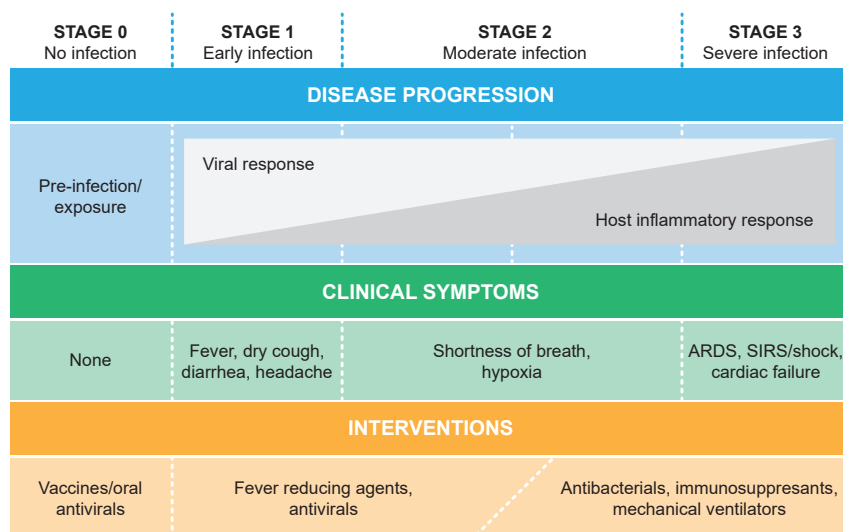 STAGE 0
No infection
STAGE 1
Early infection
STAGE 2
Moderate infection
STAGE 3
Severe infection
DISEASE PROGRESSION
Pre-infection/
exposure
Viral response
Host inflammatory response
CLINICAL SYMPTOMS
None
Fever, dry cough,
diarrhea, headache
Shortness of breath,
hypoxia
ARDS, SIRS/shock,
cardiac failure
INTERVENTIONS
Vaccines/oral
antivirals
Fever reducing agents,
antivirals
Antibacterials, immunosuppresants,
mechanical ventilators